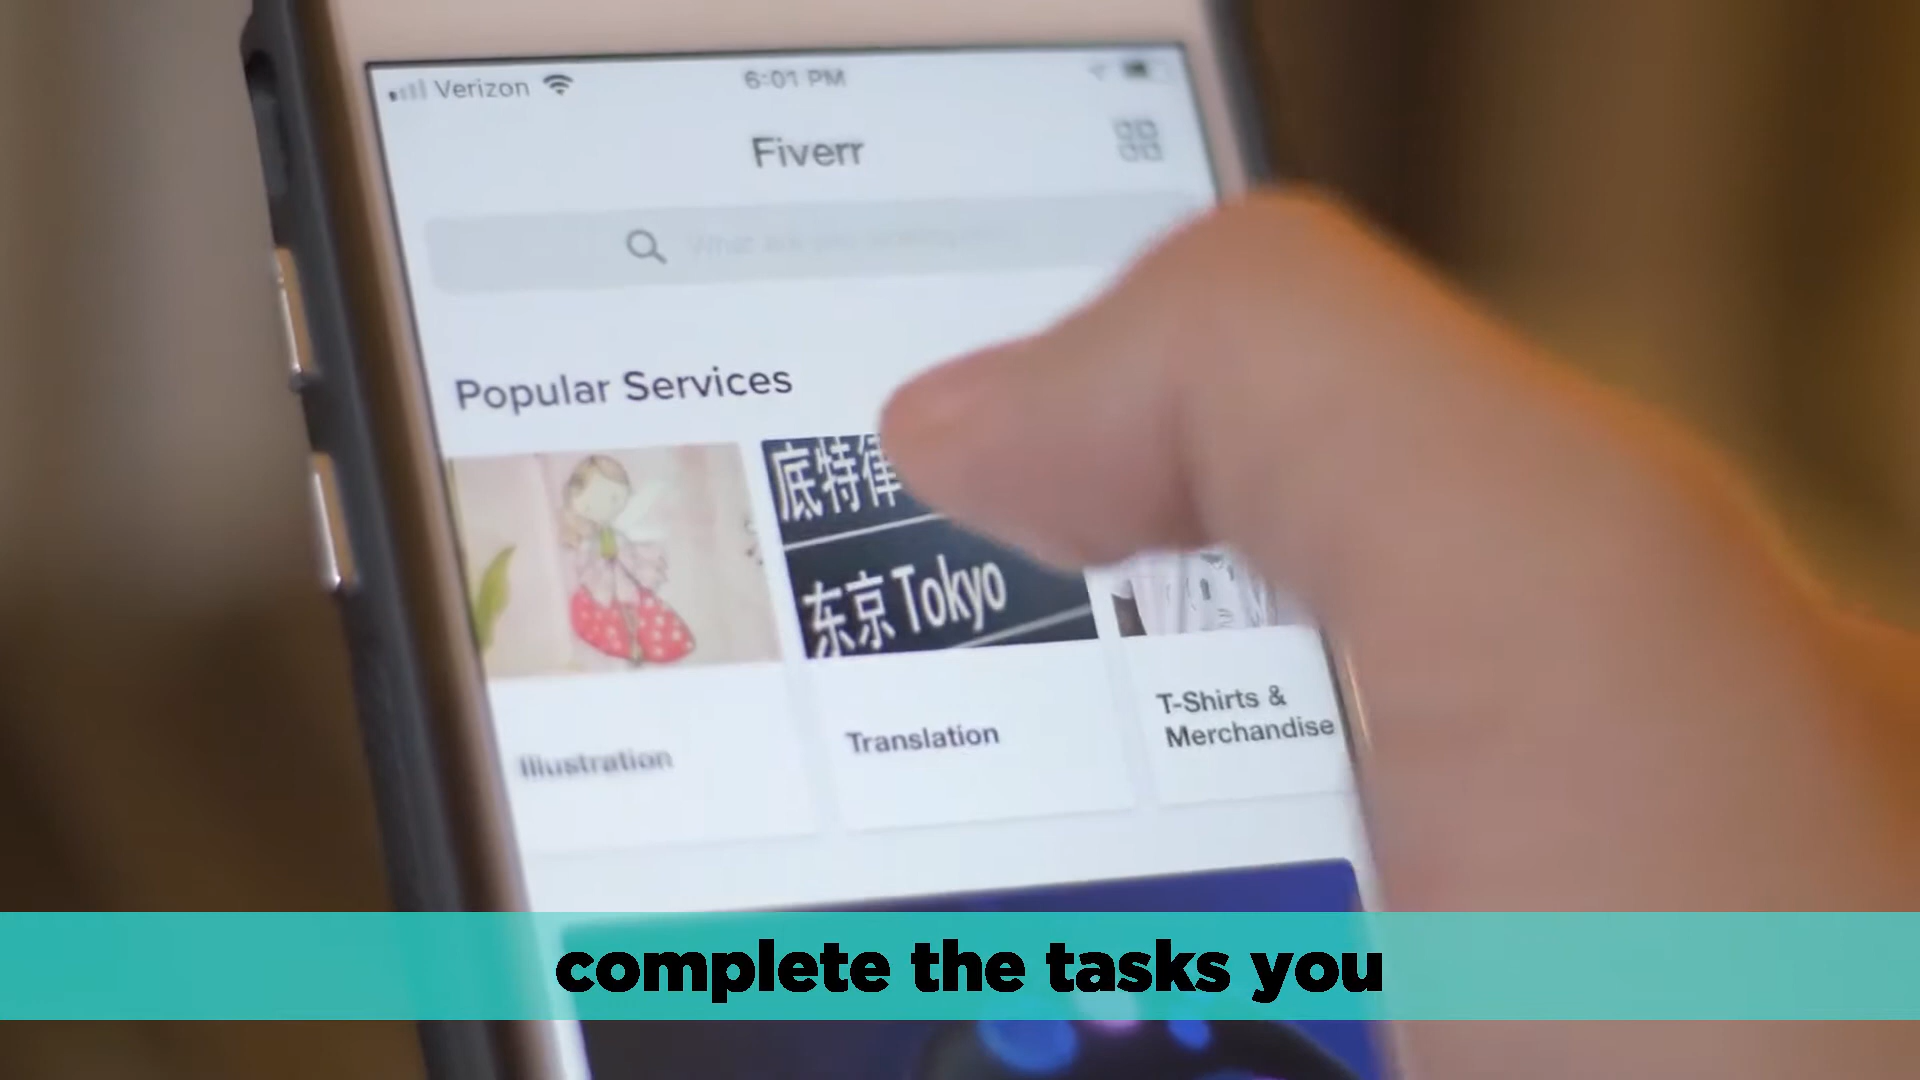 Verizon
6:01 PM
Fiverr
Popular Services
底特律
东京 Tokyo
Illustration
Translation
T-Shirts &
Merchandise
complete the tasks you